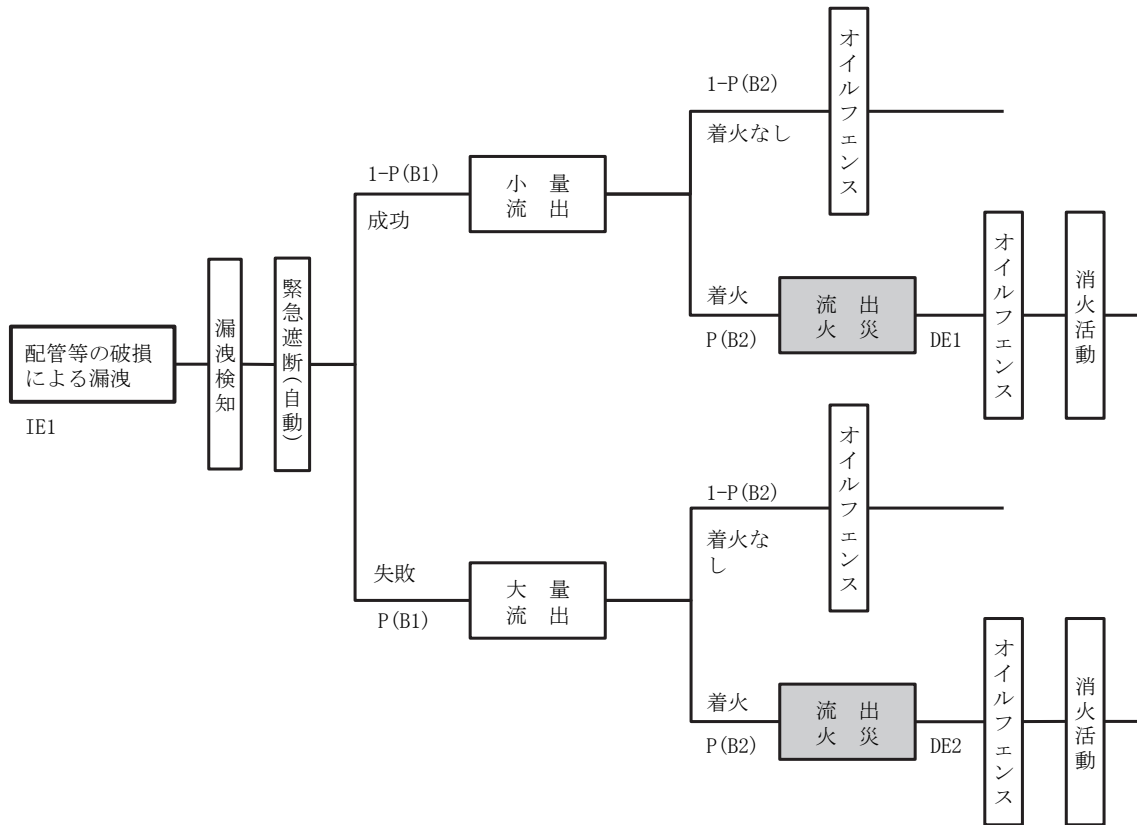 配管等の破損
による漏洩
IE1
漏洩検知
緊急遮断(自動)
1-P(B1)
成功
小 量
流 出
1-P(B2)
着火なし
オイルフェンス
着火
P(B2)
流 出
火 災
DE1
オイルフェンス
消火活動
失敗
P(B1)
大 量
流 出
1-P(B2)
着火な
し
オイルフェンス
着火
P(B2)
流 出
火 災
DE2
オイルフェンス
消火活動